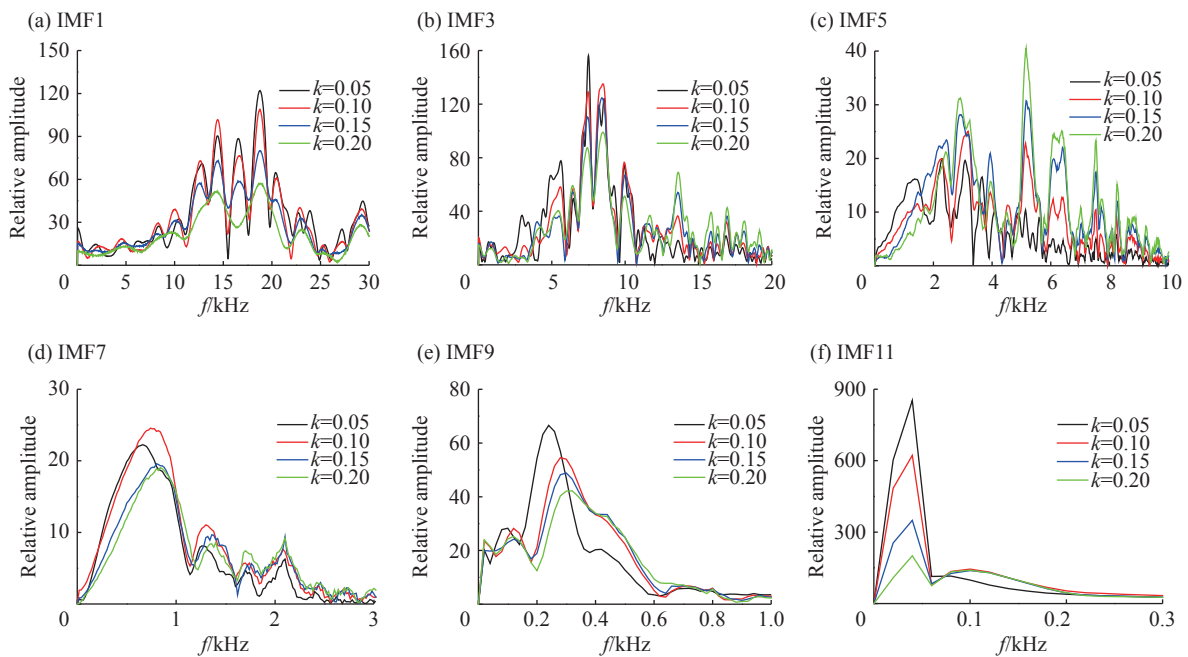 (a) IMF1
150
120
90
60
30
0
5
10
15
20
25
30
Relative amplitude
f/kHz
k=0.05
k=0.10
k=0.15
k=0.20
(b) IMF3
160
120
80
40
0
5
10
15
20
Relative amplitude
f/kHz
k=0.05
k=0.10
k=0.15
k=0.20
(c) IMF5
40
30
20
10
0
2
4
6
8
10
Relative amplitude
f/kHz
k=0.05
k=0.10
k=0.15
k=0.20
(d) IMF7
30
20
10
0
1
2
3
Relative amplitude
f/kHz
k=0.05
k=0.10
k=0.15
k=0.20
(e) IMF9
80
60
40
20
0
0.2
0.4
0.6
0.8
1.0
Relative amplitude
f/kHz
k=0.05
k=0.10
k=0.15
k=0.20
(f) IMF11
900
600
300
0
0.1
0.2
0.3
Relative amplitude
f/kHz
k=0.05
k=0.10
k=0.15
k=0.20